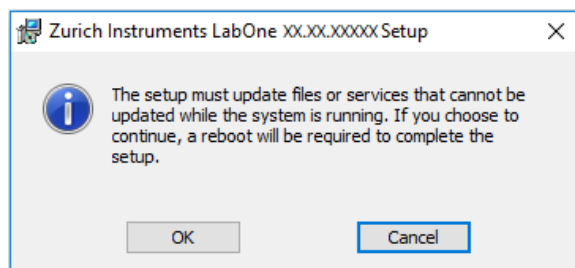 Zurich Instruments LabOne XX.XX.XXXXX Setup
The setup must update files or services that cannot be
updated while the system is running. If you choose to
continue, a reboot will be required to complete the
setup.
OK Cancel